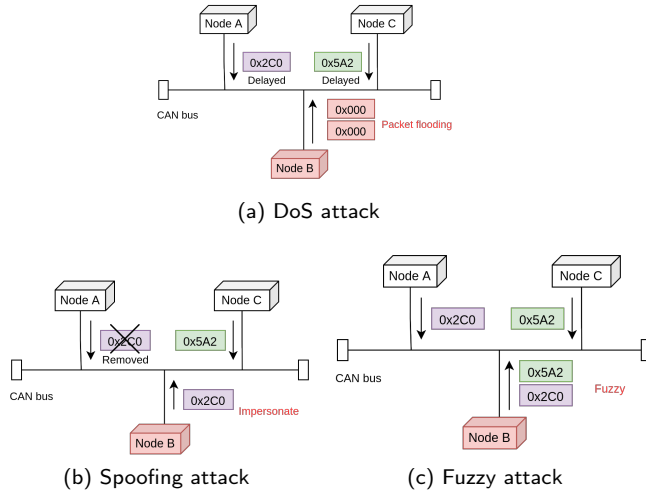 Node A
Node C
0x2C0
0x5A2
Delayed
Delayed
CAN bus
0x000
0x000
Packet flooding
Node B
(a) DoS attack
Node A
Node C
0x2C0
0x5A2
Removed
CAN bus
0x2C0
Impersonate
Node B
(b) Spoofing attack
Node A
Node C
0x2C0
0x5A2
CAN bus
0x5A2
0x2C0
Fuzzy
Node B
(c) Fuzzy attack